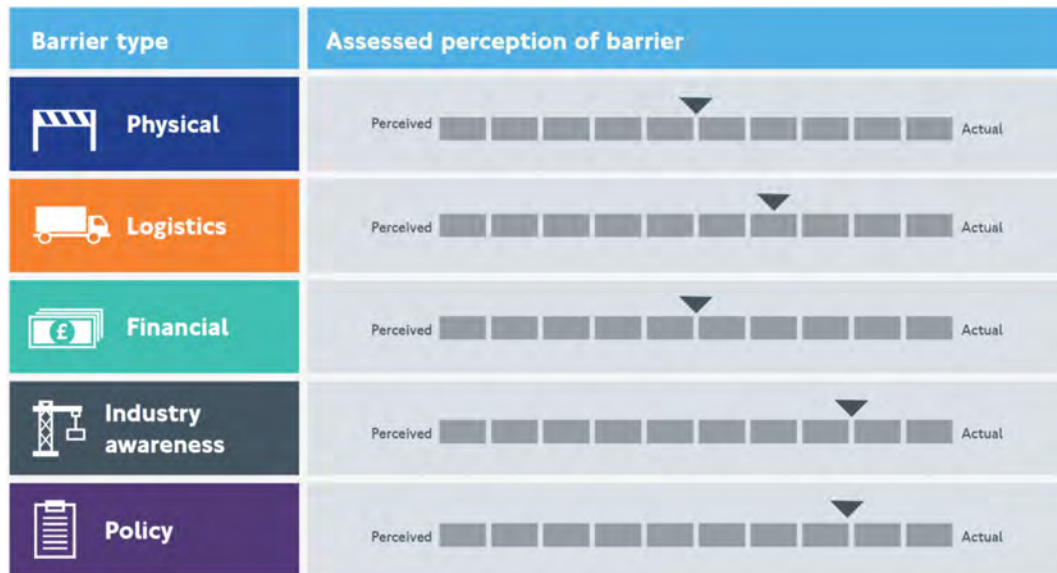 Barrier type
Assessed perception of barrier
Physical
Perceived
Actual
Logistics
Perceived
Actual
£
Financial
Perceived
Actual
Industry
awareness
Perceived
Actual
Policy
Perceived
Actual